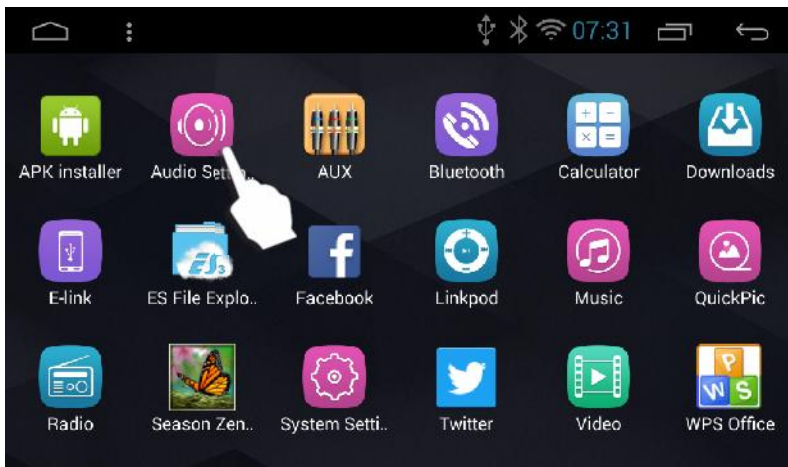 07:31
APK installer Audio Settin.. AUX Bluetooth Calculator Downloads
E-link ES File Explo.. Facebook Linkpod Music QuickPic
Radio Season Zen.. System Setti.. Twitter Video WPS Office